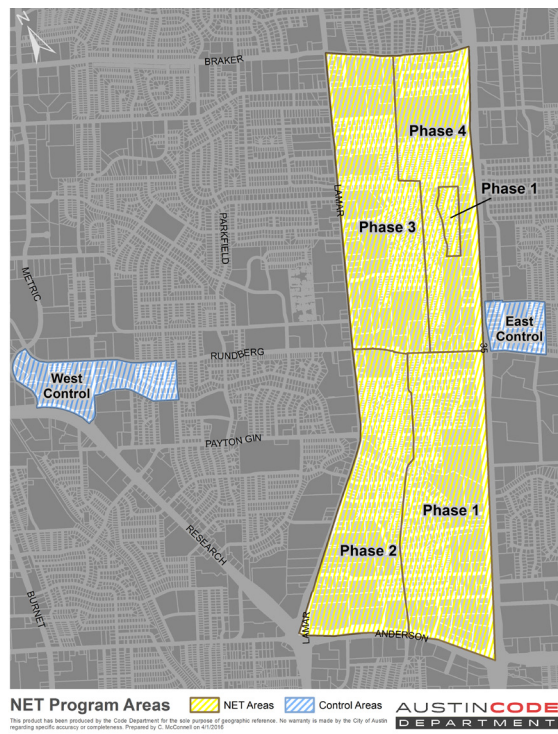 N
BRAKER
Phase 4
Phase 1
LAMAR
Phase 3
PARKFIELD
METRIC
East
Control
35
RUNDBERG
West
Control
PAYTON GIN
Phase 1
RESEARCH
Phase 2
BURNET
LAMAR
ANDERSON
NET Program Areas
NET Areas
Control Areas
AUSTINCODE
DEPARTMENT
This product has been produced by the Code Department for the sole purpose of geographic reference. No warranty is made by the City of Austin
regarding specific accuracy or completeness. Prepared by C. McConnell on 4/1/2016